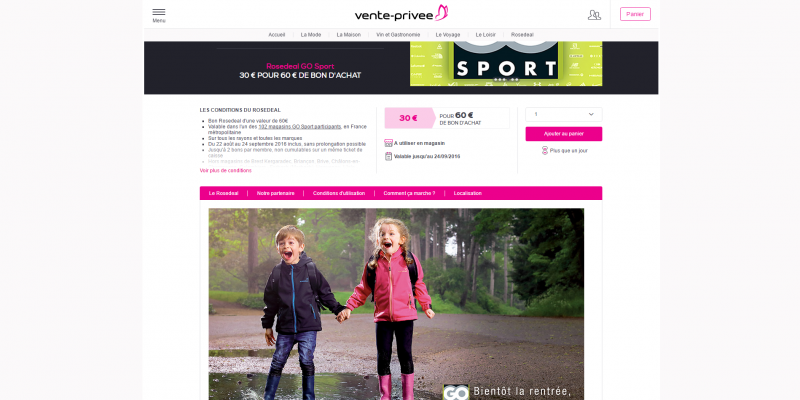 Menu
vente-privee
Panier
Accueil
La Mode
La Maison
Vin et Gastronomie
Le Voyage
Le Loisir
Rosedeal
Rosedeal GO Sport
30 € POUR 60 € DE BON D'ACHAT
SPORT
LES CONDITIONS DU ROSEDEAL
Bon Rosedeal d'une valeur de 60€
Valable dans l'un des 102 magasins GO Sport participants, en France
métropolitaine
Sur tous les rayons et toutes les marques
Du 22 août au 24 septembre 2016 inclus, sans prolongation possible
Jusqu'à 2 bons par membre, non cumulables sur un même ticket de
caisse
Voir plus de conditions
30 €
POUR 60 €
DE BON D'ACHAT
A utiliser en magasin
Valable jusqu'au 24/09/2016
1
Ajouter au panier
Plus que un jour
Le Rosedeal
Notre partenaire
Conditions d'utilisation
Comment ça marche ?
Localisation
GO
Bientôt la rentrée,